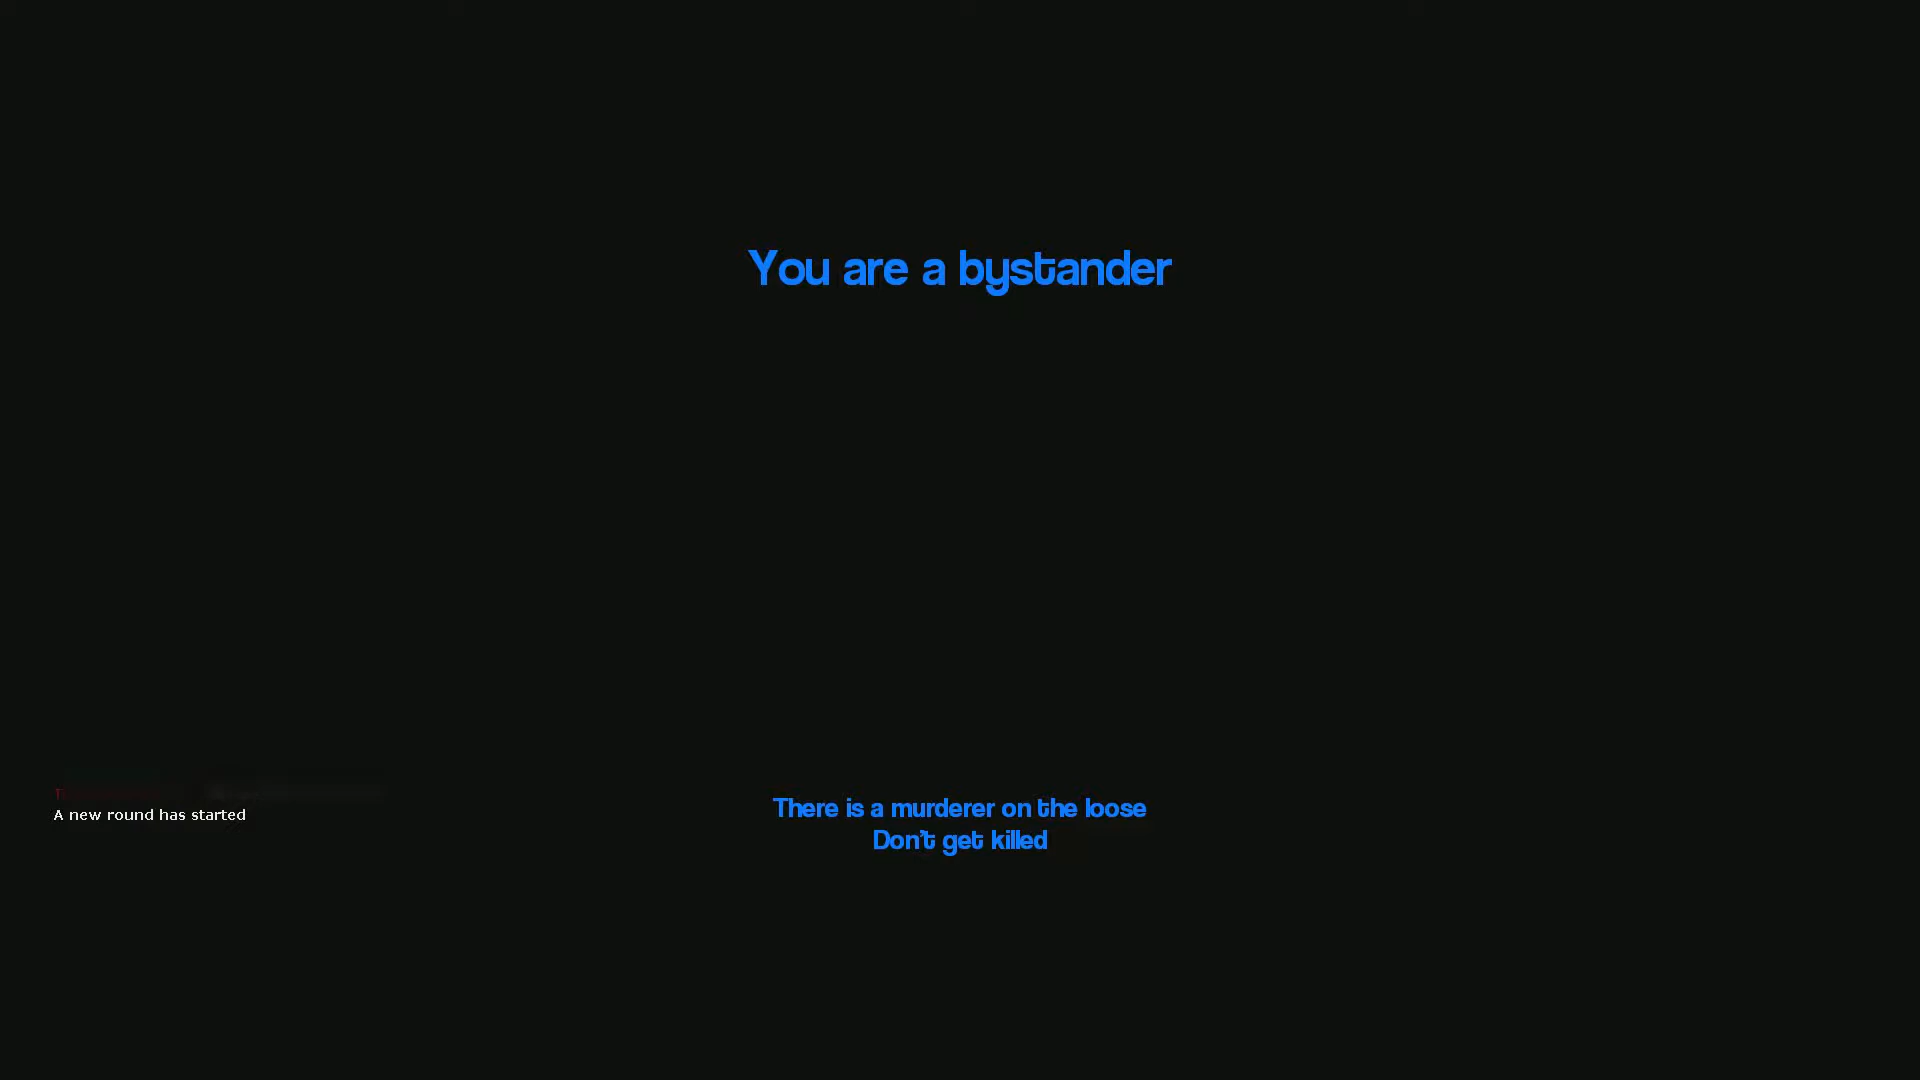 You are a bystander
A new round has started
There is a murderer on the loose
Don't get killed